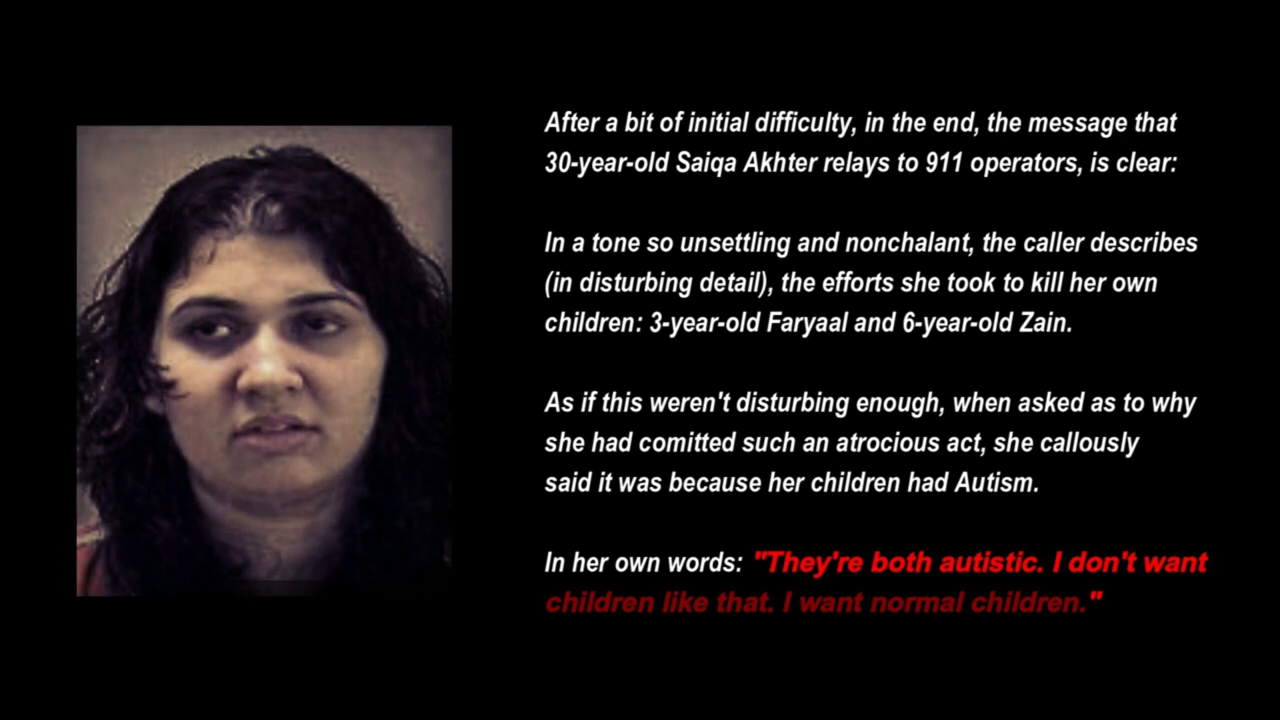 After a bit of initial difficulty, in the end, the message that
30-year-old Saiqa Akhter relays to 911 operators, is clear:
In a tone so unsettling and nonchalant, the caller describes
(in disturbing detail), the efforts she took to kill her own
children: 3-year-old Faryaal and 6-year-old Zain.
As if this weren't disturbing enough, when asked as to why
she had comitted such an atrocious act, she callously
said it was because her children had Autism.
In her own words: "They're both autistic. I don't want
children like that. I want normal children."